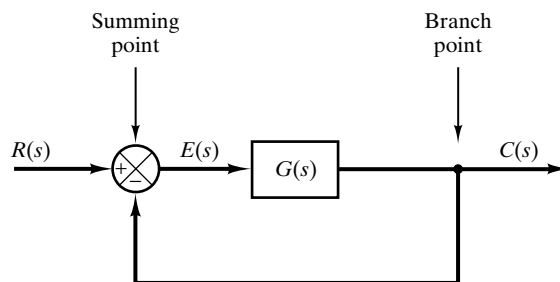 Summing
point
Branch
point
R(s)
+
−
E(s)
G(s)
C(s)